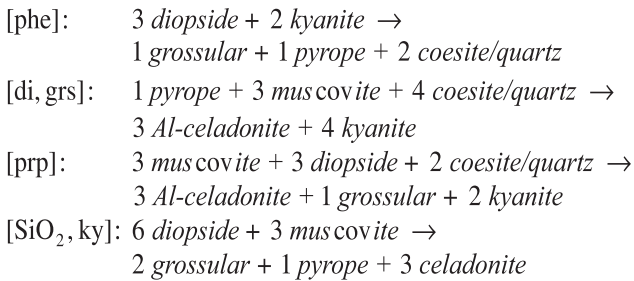 [phe]: 3 diopside + 2 kyanite →
1 grossular + 1 pyrope + 2 coesite/quartz
[di, grs]: 1 pyrope + 3 muscovite + 4 coesite/quartz →
3 Al-celadonite + 4 kyanite
[prp]: 3 muscovite + 3 diopside + 2 coesite/quartz →
3 Al-celadonite + 1 grossular + 2 kyanite
[SiO₂, ky]: 6 diopside + 3 muscovite →
2 grossular + 1 pyrope + 3 celadonite